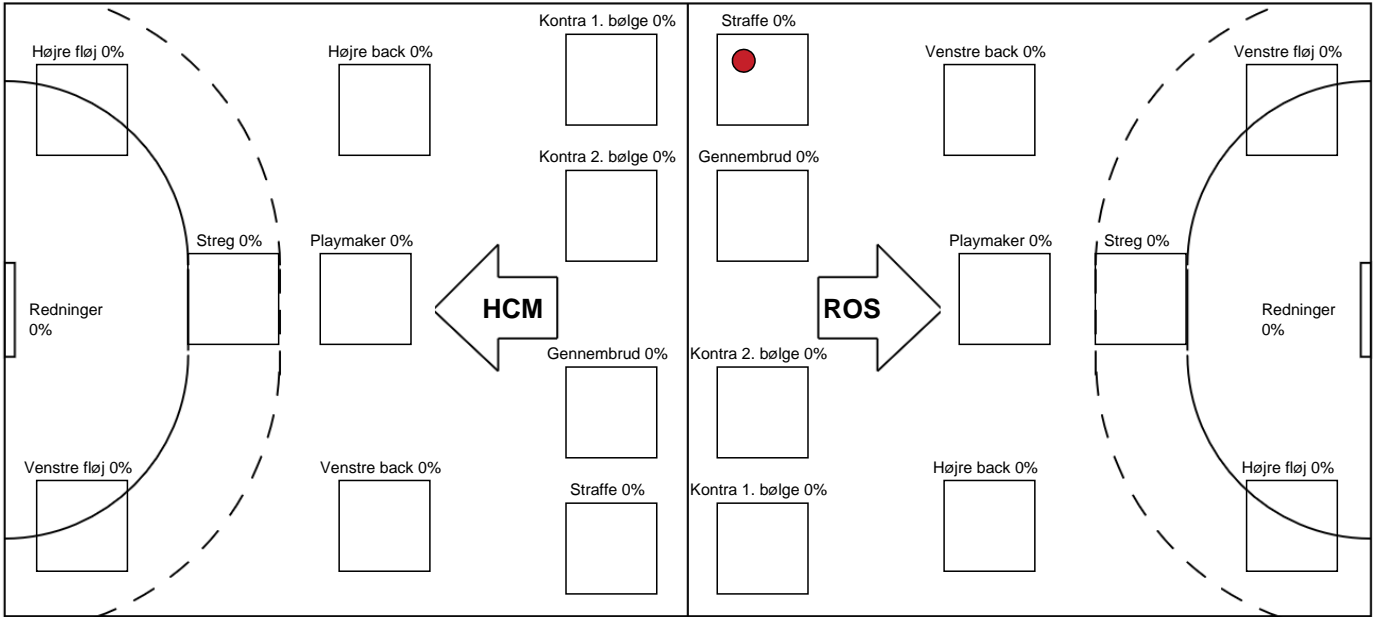 Kontra 1. bølge 0%
Straffe 0%
Højre fløj 0%
Højre back 0%
Venstre back 0%
Venstre fløj 0%
Kontra 2. bølge 0%
Gennembrud 0%
Streg 0%
Playmaker 0%
Playmaker 0%
Streg 0%
Redninger
0%
HCM
ROS
Redninger
0%
Gennembrud 0%
Kontra 2. bølge 0%
Venstre fløj 0%
Venstre back 0%
Højre back 0%
Højre fløj 0%
Straffe 0%
Kontra 1. bølge 0%